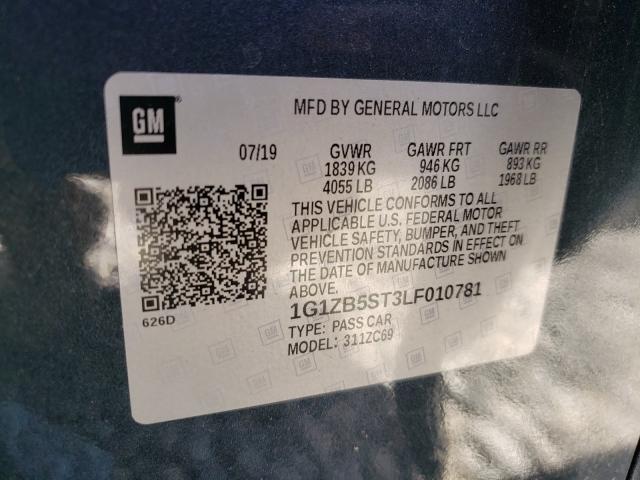 GM
MFD BY GENERAL MOTORS LLC
07/19 GVWR GAWR FRT GAWR RR
1839 KG 946 KG 893 KG
4055 LB 2086 LB 1968 LB
THIS VEHICLE CONFORMS TO ALL
APPLICABLE U.S. FEDERAL MOTOR
VEHICLE SAFETY, BUMPER, AND THEFT
PREVENTION STANDARDS IN EFFECT ON
THE DATE OF MANUFACTURE SHOWN
ABOVE.
1G1ZB5ST3LF010781
TYPE: PASS CAR
MODEL: 311ZC69
626D